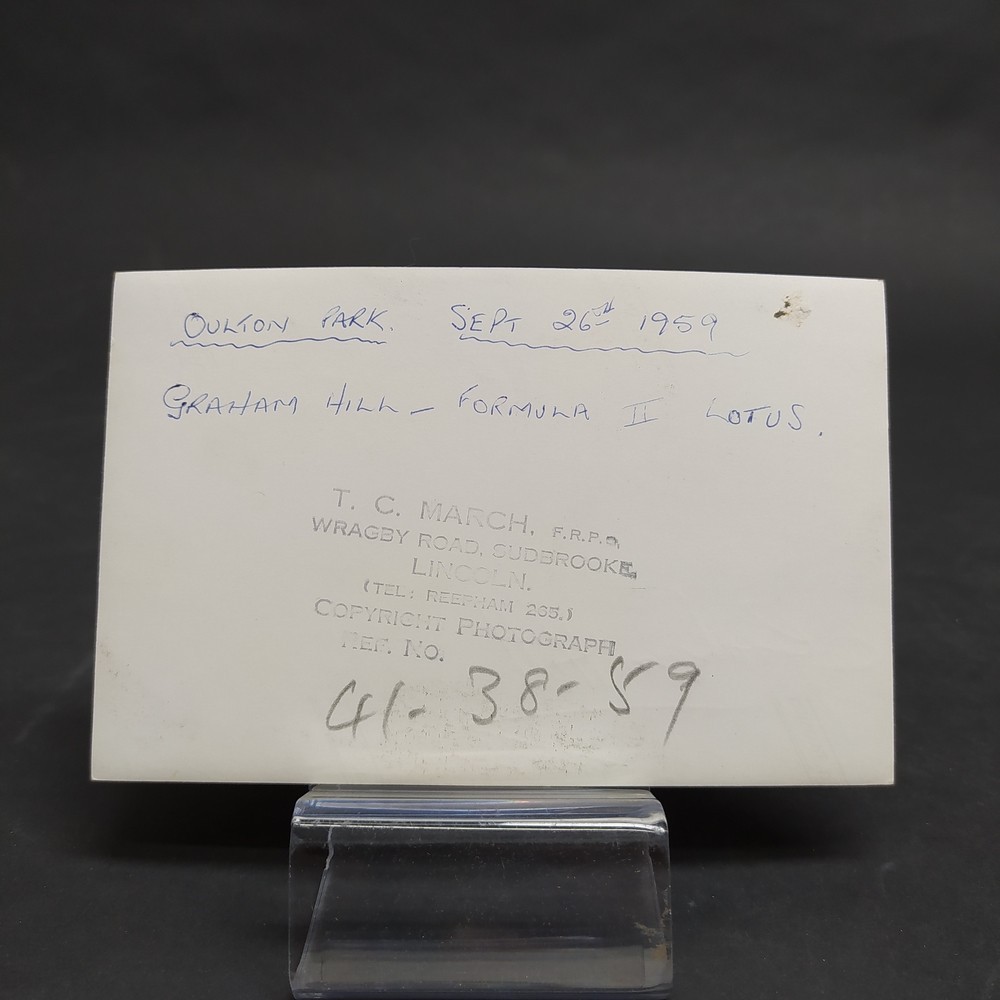 OULTON PARK. SEPT 26TH 1959
GRAHAM HILL - FORMULA II LOTUS.
T. C. MARCH, F.R.P.S,
WRAGBY ROAD, SUDBROOKE,
LINCOLN.
(TEL: REEPHAM 265.)
COPYRIGHT PHOTOGRAPH
REF. NO.
41-38-59